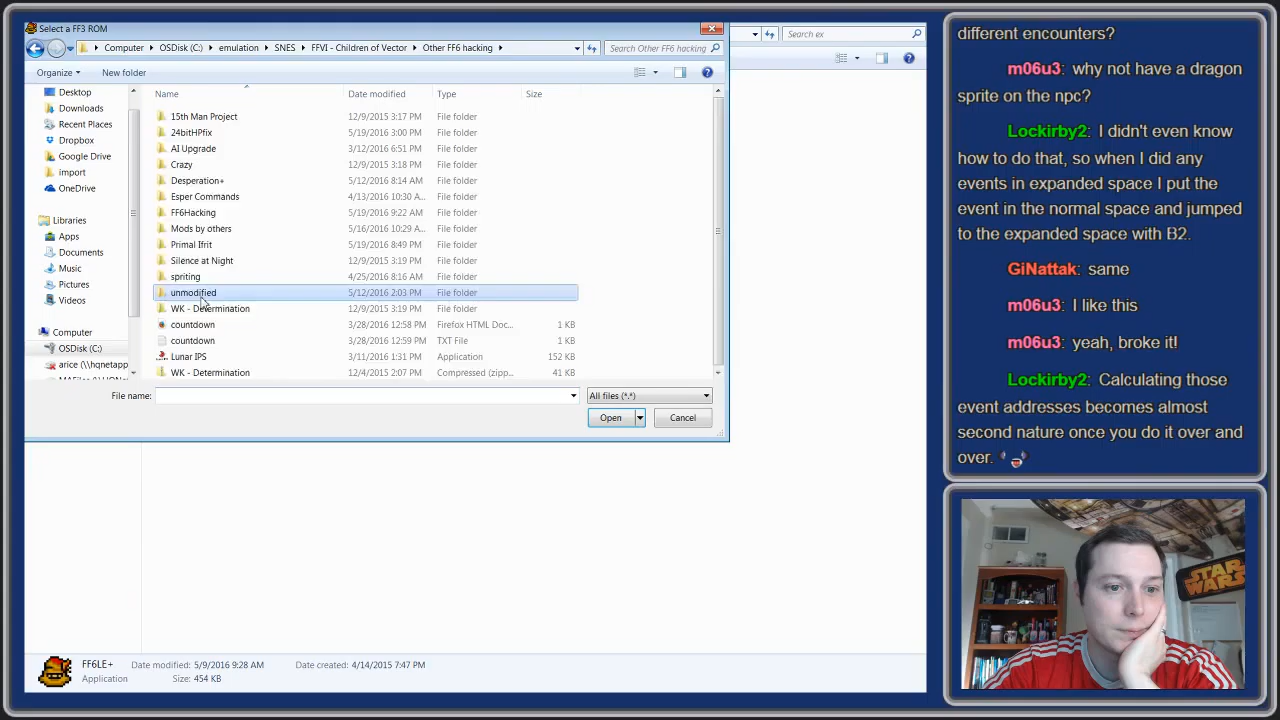 Select a FF3 ROM
Computer OSDisk (C:) emulation SNES FFVI - Children of Vector Other FF6 hacking Search Other FF6 hacking Search ex
Organize New folder
Desktop Name Date modified Type Size
Downloads 15th Man Project 12/9/2015 3:17 PM File folder
Recent Places 24bitHPfix 5/19/2016 3:00 PM File folder
Dropbox AI Upgrade 3/12/2016 6:51 PM File folder
Google Drive Crazy 12/9/2015 3:18 PM File folder
import Desperation+ 5/12/2016 8:14 AM File folder
OneDrive Esper Commands 4/13/2016 10:30 A... File folder
FF6Hacking 5/19/2016 9:22 AM File folder
Libraries Mods by others 5/16/2016 10:29 A... File folder
Apps Primal Ifrit 5/19/2016 8:49 PM File folder
Documents Silence at Night 12/9/2015 3:19 PM File folder
Music spriting 4/25/2016 8:16 AM File folder
Pictures unmodified 5/12/2016 2:03 PM File folder
Videos WK - Determination 12/9/2015 3:19 PM File folder
countdown 3/28/2016 12:58 PM Firefox HTML Doc... 1 KB
Computer countdown 3/28/2016 12:59 PM TXT File 1 KB
OSDisk (C:) Lunar IPS 3/11/2016 1:31 PM Application 152 KB
arice (\\hqnetapp WK - Determination 12/4/2015 2:07 PM Compressed (zipp... 41 KB
File name: All files (*.*)
Open Cancel
FF6LE+ Date modified: 5/9/2016 9:28 AM Date created: 4/14/2015 7:47 PM
Application Size: 454 KB
different encounters?
m06u3: why not have a dragon
sprite on the npc?
Lockirby2: I didn't even know
how to do that, so when I did any
events in expanded space I put the
event in the normal space and jumped
to the expanded space with B2.
GiNattak: same
m06u3: I like this
m06u3: yeah, broke it!
Lockirby2: Calculating those
event addresses becomes almost
second nature once you do it over and
over.
STAR
WARS